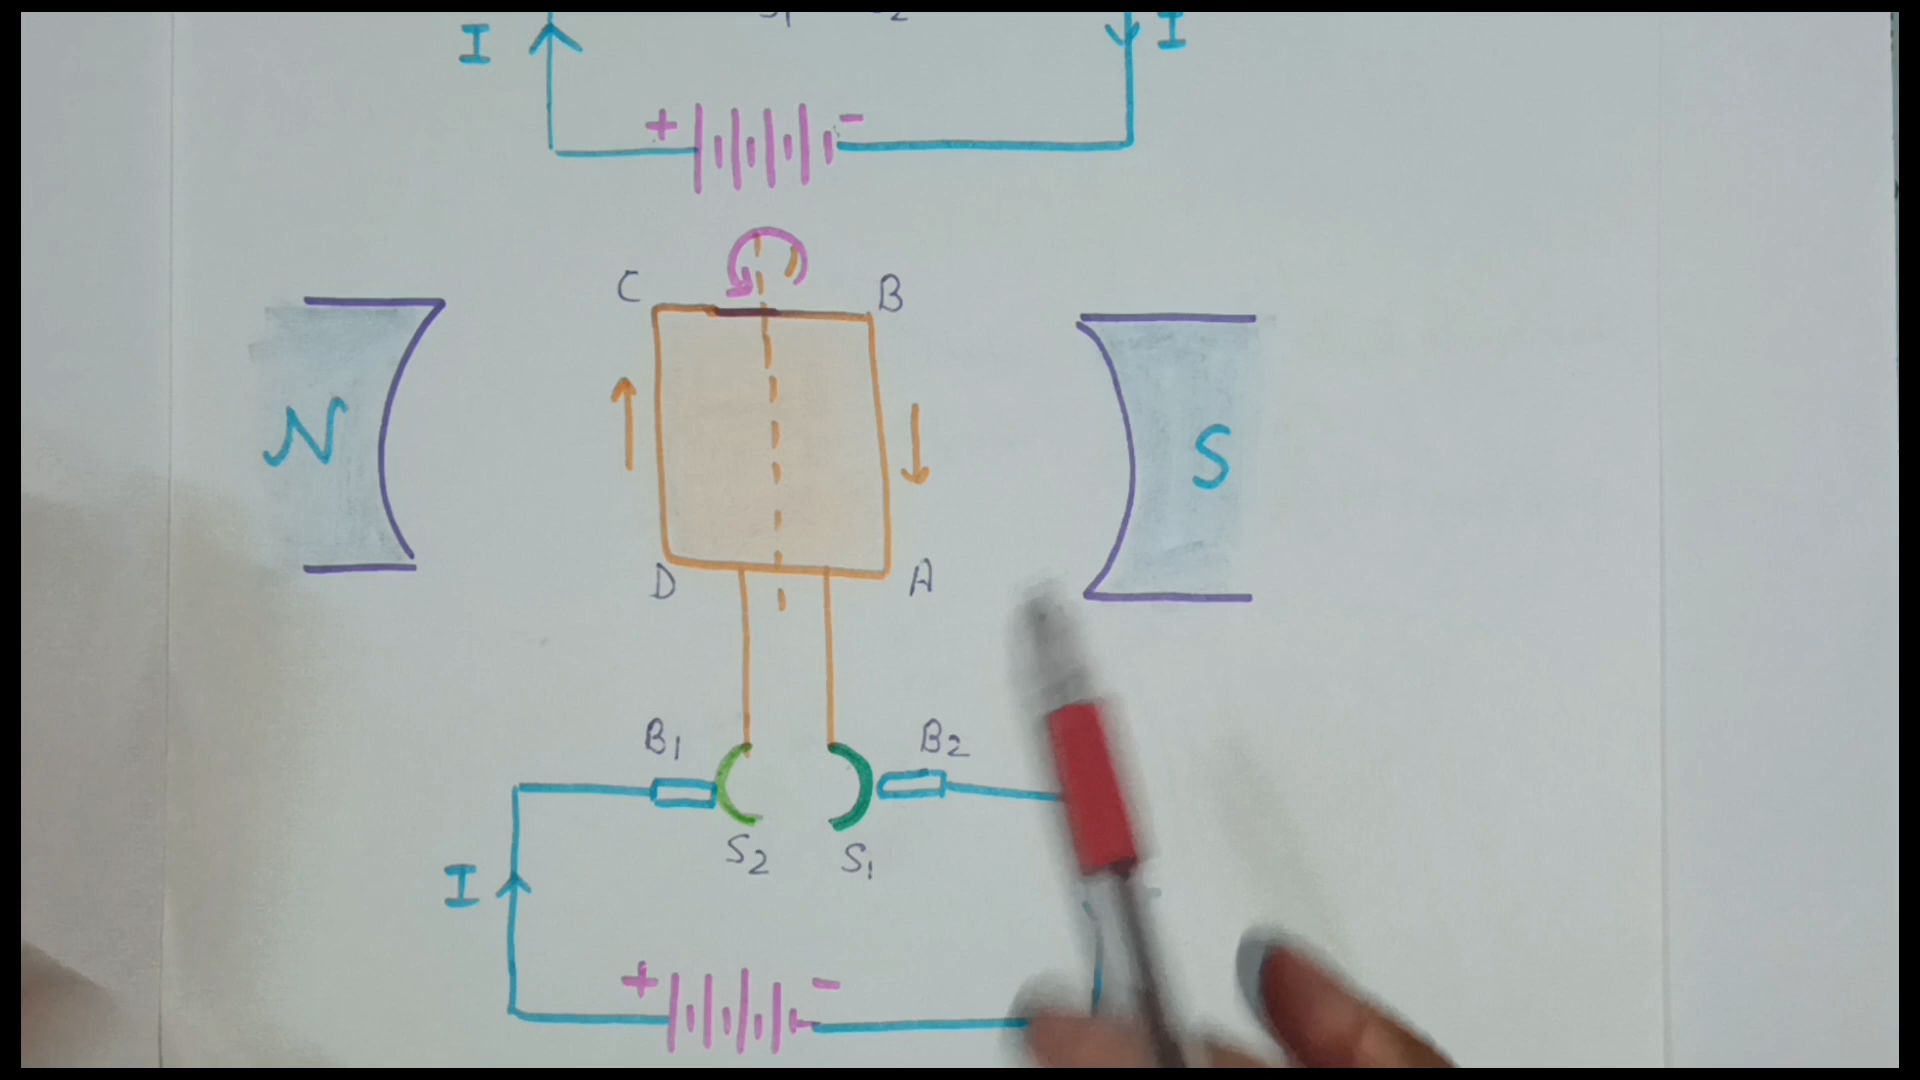 I I
+ -
C B
N S
D A
B1 B2
S2 S1
I
+ -